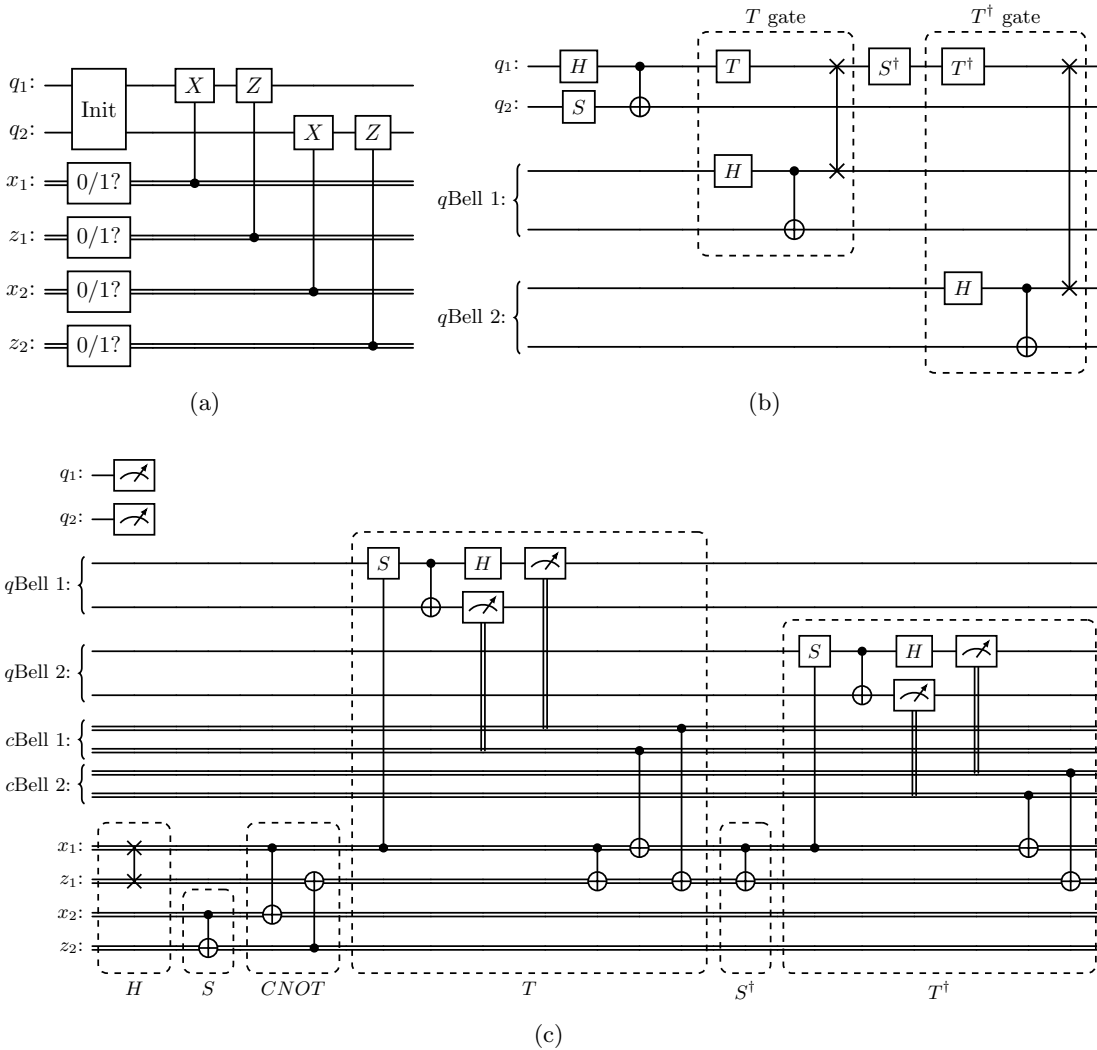 q₁:
Init
X
Z
q₂:
X
Z
x₁:
0/1?
z₁:
0/1?
x₂:
0/1?
z₂:
0/1?
(a)
T gate
T† gate
q₁:
H
T
S†
T†
q₂:
S
qBell 1:
H
qBell 2:
H
(b)
q₁:
q₂:
qBell 1:
S
H
qBell 2:
S
H
cBell 1:
cBell 2:
x₁:
z₁:
x₂:
z₂:
H
S
CNOT
T
S†
T†
(c)